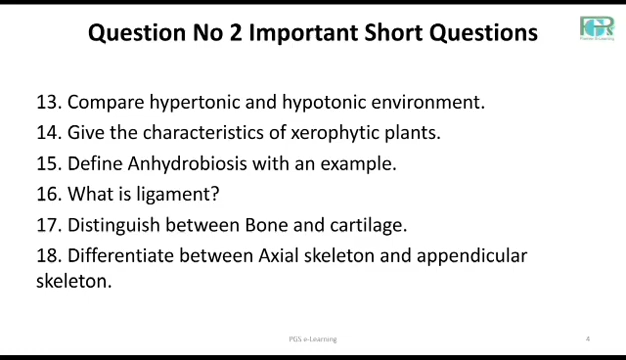 Question No 2 Important Short Questions
PGR
13. Compare hypertonic and hypotonic environment.
14. Give the characteristics of xerophytic plants.
15. Define Anhydrobiosis with an example.
16. What is ligament?
17. Distinguish between Bone and cartilage.
18. Differentiate between Axial skeleton and appendicular
skeleton.
PGS e-Learning
4